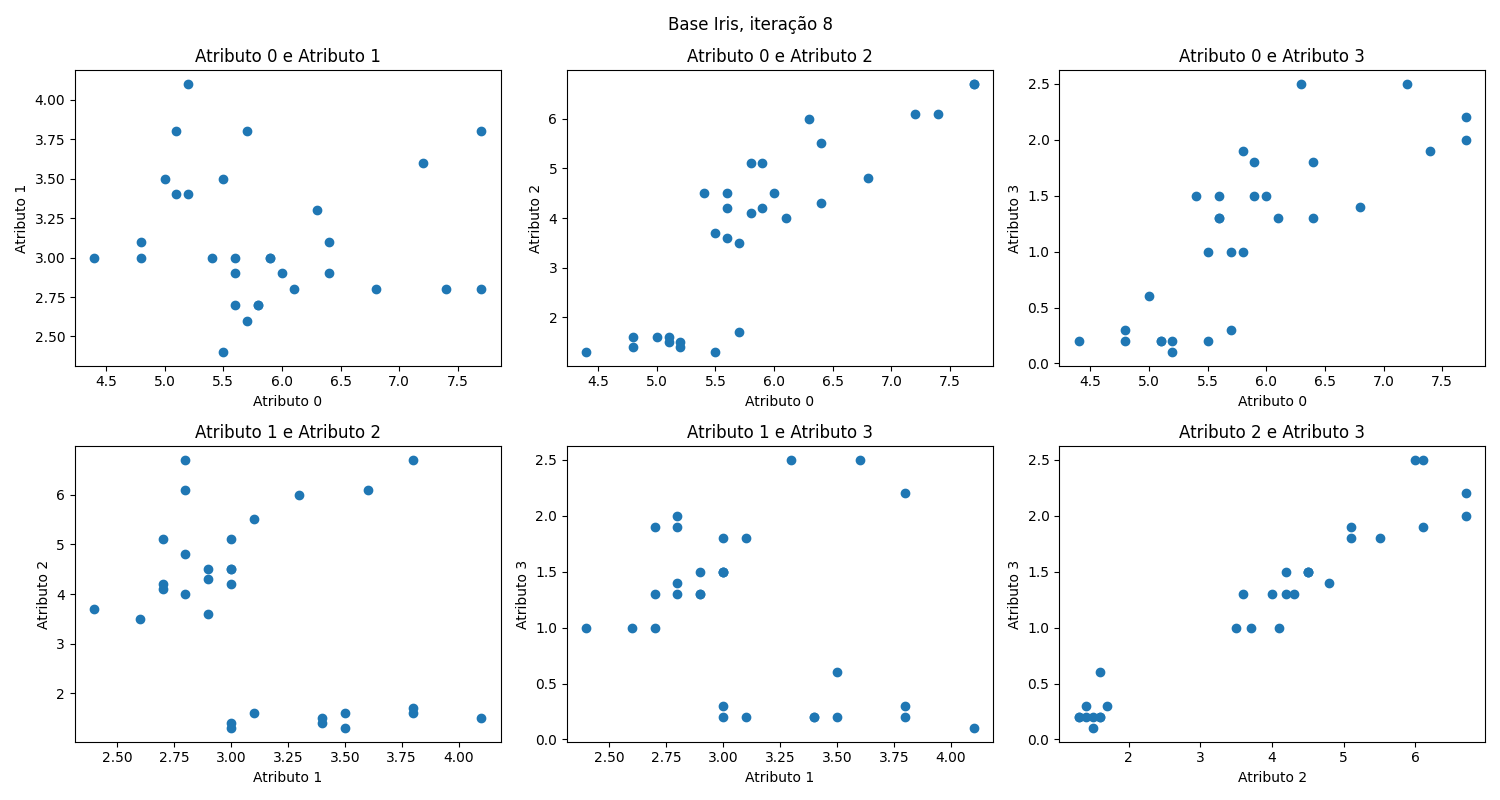 Base Iris, iteração 8
Atributo 0 e Atributo 1
4.00
3.75
3.50
3.25
3.00
2.75
2.50
Atributo 1
4.5 5.0 5.5 6.0 6.5 7.0 7.5
Atributo 0
Atributo 0 e Atributo 2
6
5
4
3
2
Atributo 2
4.5 5.0 5.5 6.0 6.5 7.0 7.5
Atributo 0
Atributo 0 e Atributo 3
2.5
2.0
1.5
1.0
0.5
0.0
Atributo 3
4.5 5.0 5.5 6.0 6.5 7.0 7.5
Atributo 0
Atributo 1 e Atributo 2
6
5
4
3
2
Atributo 2
2.50 2.75 3.00 3.25 3.50 3.75 4.00
Atributo 1
Atributo 1 e Atributo 3
2.5
2.0
1.5
1.0
0.5
0.0
Atributo 3
2.50 2.75 3.00 3.25 3.50 3.75 4.00
Atributo 1
Atributo 2 e Atributo 3
2.5
2.0
1.5
1.0
0.5
0.0
Atributo 3
2 3 4 5 6
Atributo 2